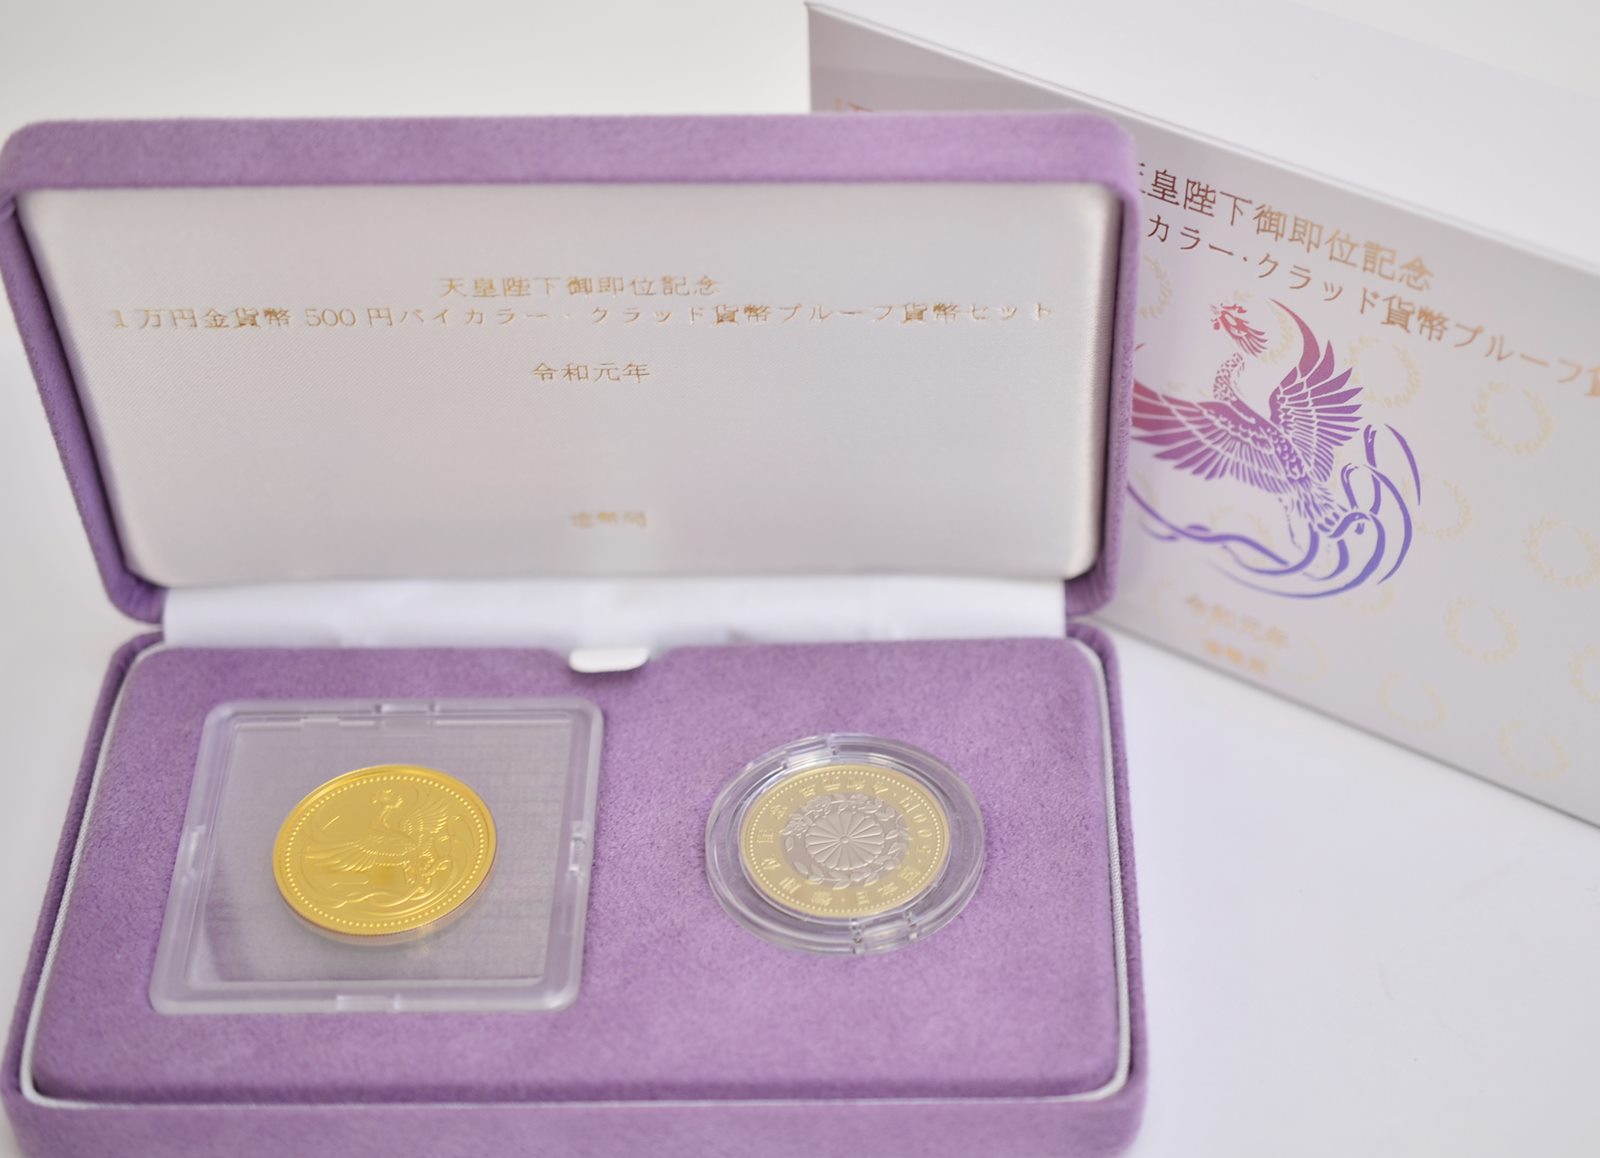 天皇陛下御即位記念
1万円金貨幣 500円バイカラー・クラッド貨幣プルーフ貨幣セット
令和元年
造幣局
皇陛下御即位記念
カラー・クラッド貨幣プルーフ貨
令和元年
造幣局